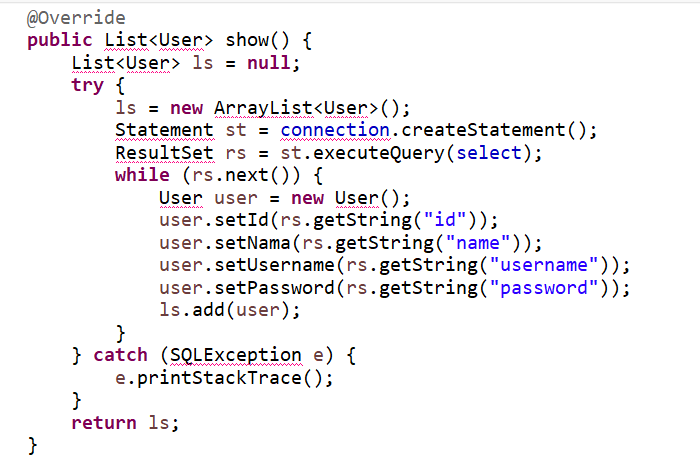 @Override
public List<User> show() {
    List<User> ls = null;
    try {
        ls = new ArrayList<User>();
        Statement st = connection.createStatement();
        ResultSet rs = st.executeQuery(select);
        while (rs.next()) {
            User user = new User();
            user.setId(rs.getString("id"));
            user.setNama(rs.getString("name"));
            user.setUsername(rs.getString("username"));
            user.setPassword(rs.getString("password"));
            ls.add(user);
        }
    } catch (SQLException e) {
        e.printStackTrace();
    }
    return ls;
}